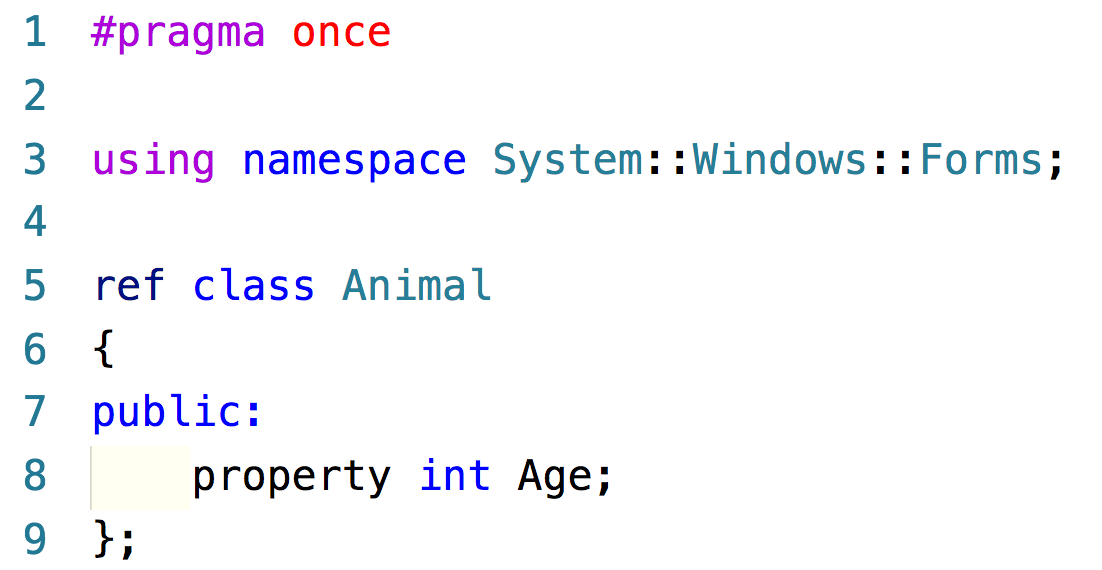 1 #pragma once
2
3 using namespace System::Windows::Forms;
4
5 ref class Animal
6 {
7 public:
8     property int Age;
9 };